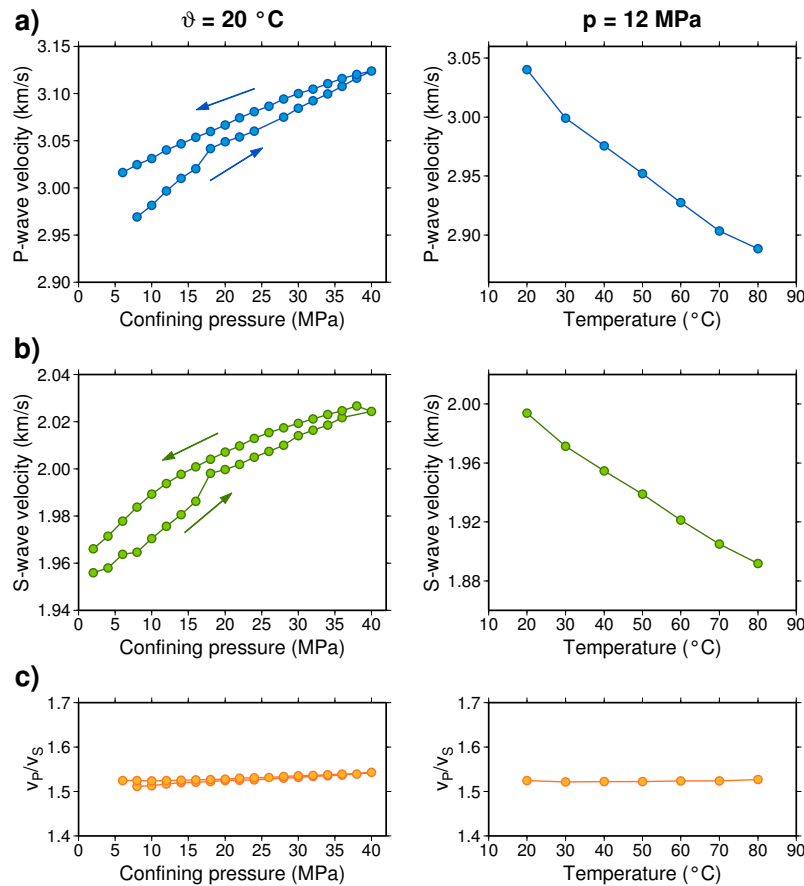 a)
ϑ = 20 °C
p = 12 MPa
P-wave velocity (km/s)
3.15
3.10
3.05
3.00
2.95
2.90
0 5 10 15 20 25 30 35 40
Confining pressure (MPa)
P-wave velocity (km/s)
3.05
3.00
2.95
2.90
10 20 30 40 50 60 70 80 90
Temperature (°C)
b)
S-wave velocity (km/s)
2.04
2.02
2.00
1.98
1.96
1.94
0 5 10 15 20 25 30 35 40
Confining pressure (MPa)
S-wave velocity (km/s)
2.00
1.96
1.92
1.88
10 20 30 40 50 60 70 80 90
Temperature (°C)
c)
vP/vS
1.7
1.6
1.5
1.4
0 5 10 15 20 25 30 35 40
Confining pressure (MPa)
vP/vS
1.7
1.6
1.5
1.4
10 20 30 40 50 60 70 80 90
Temperature (°C)